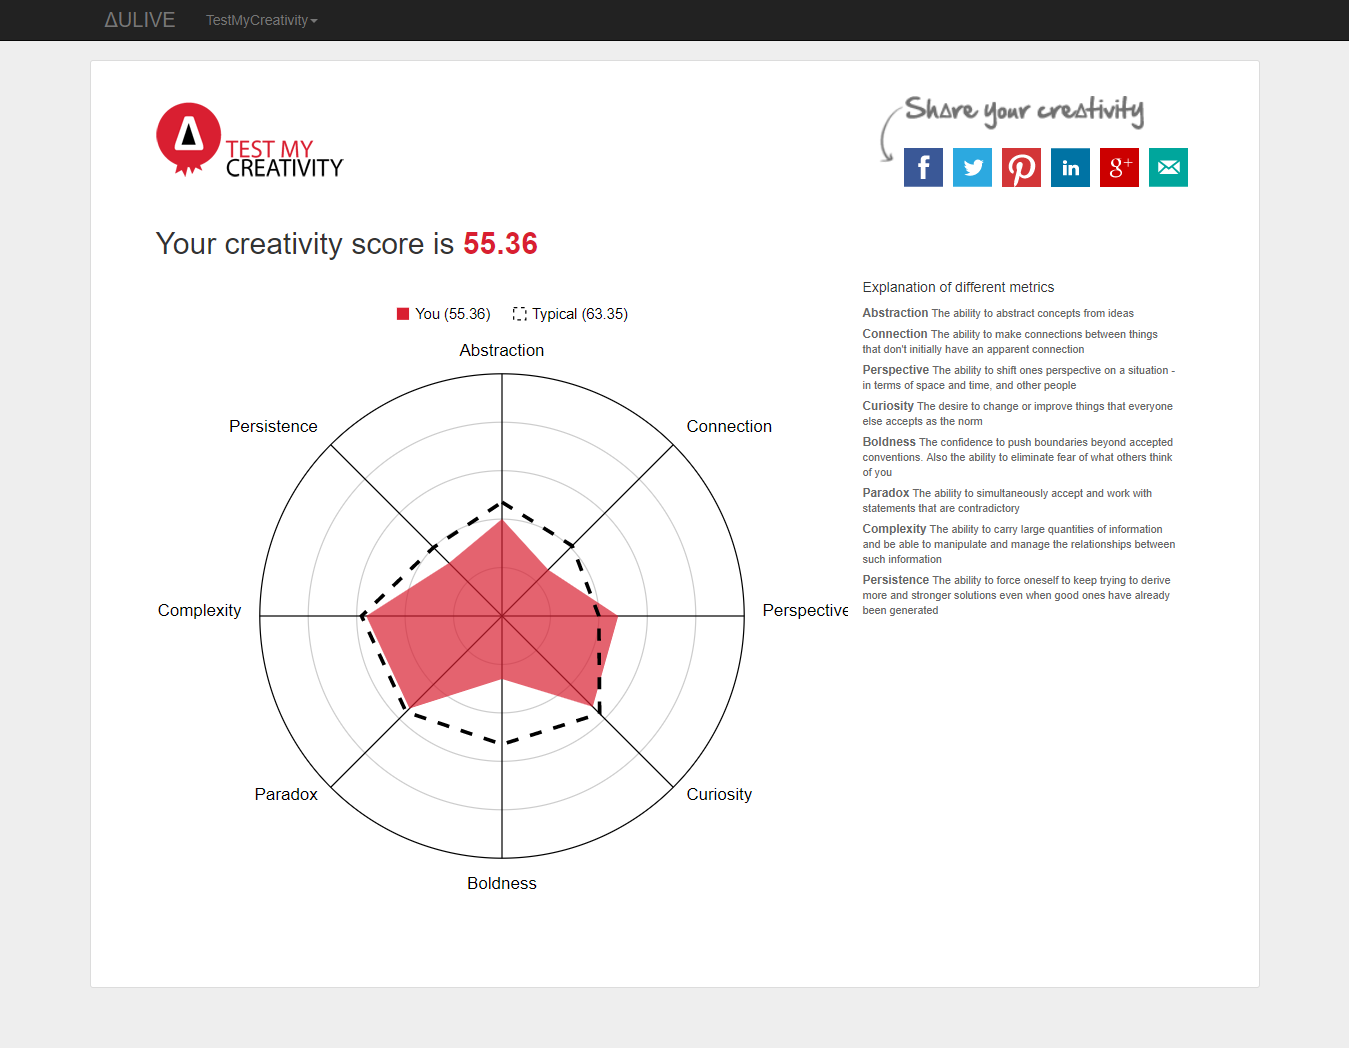 ΔULIVE
TestMyCreativity
Share your creativity
TEST MY
CREATIVITY
f
in
g+
Your creativity score is 55.36
You (55.36)
Typical (63.35)
Abstraction
Persistence
Connection
Complexity
Perspective
Paradox
Curiosity
Boldness
Explanation of different metrics
Abstraction The ability to abstract concepts from ideas
Connection The ability to make connections between things
that don't initially have an apparent connection
Perspective The ability to shift ones perspective on a situation -
in terms of space and time, and other people
Curiosity The desire to change or improve things that everyone
else accepts as the norm
Boldness The confidence to push boundaries beyond accepted
conventions. Also the ability to eliminate fear of what others think
of you
Paradox The ability to simultaneously accept and work with
statements that are contradictory
Complexity The ability to carry large quantities of information
and be able to manipulate and manage the relationships between
such information
Persistence The ability to force oneself to keep trying to derive
more and stronger solutions even when good ones have already
been generated